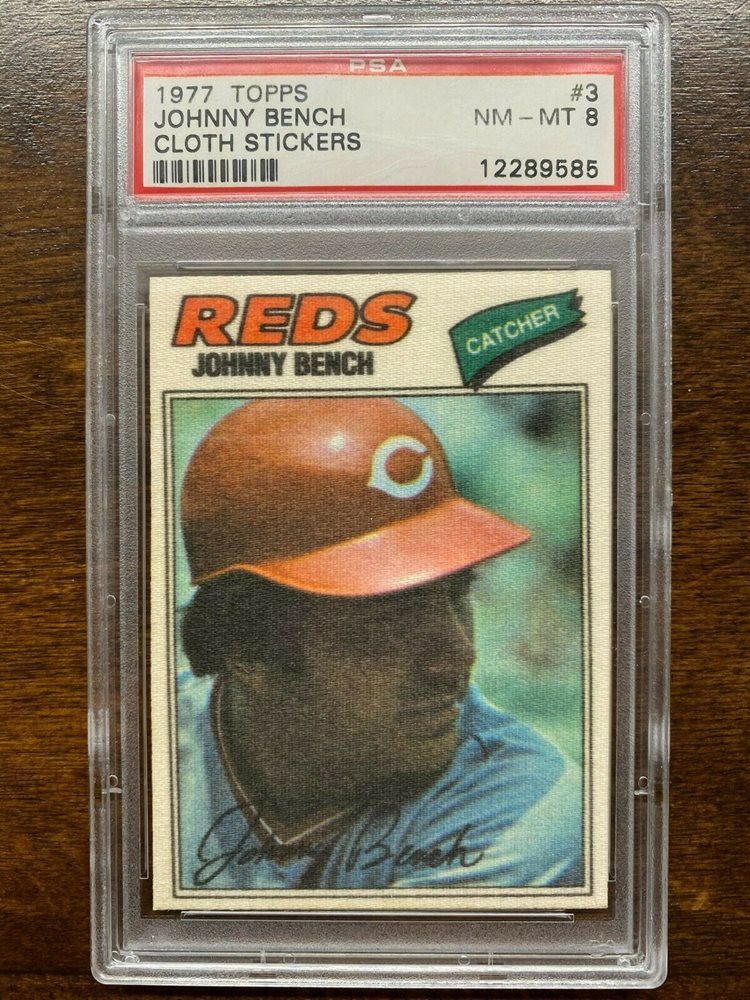 PSA
1977 TOPPS #3
JOHNNY BENCH NM - MT 8
CLOTH STICKERS
12289585
REDS
JOHNNY BENCH
CATCHER
C
Johnny Bench